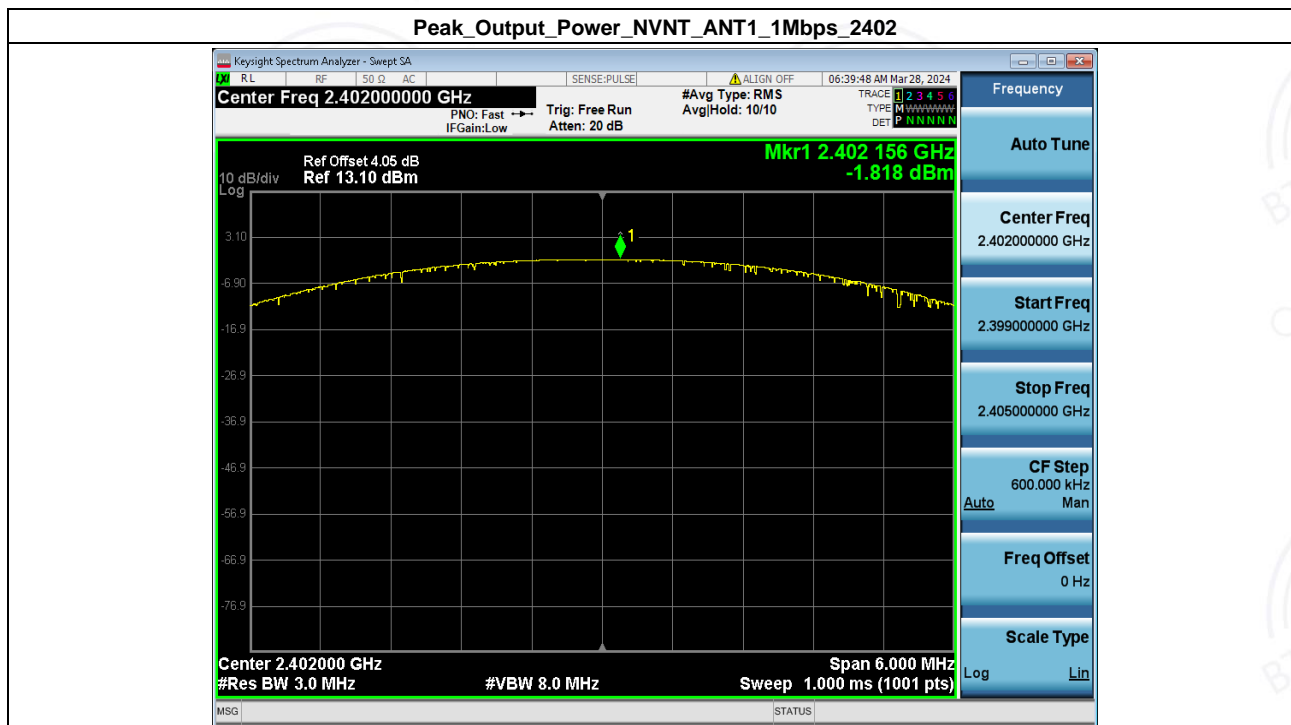 Peak_Output_Power_NVNT_ANT1_1Mbps_2402
Keysight Spectrum Analyzer - Swept SA
LXI RL RF 50 Ω AC SENSE:PULSE ALIGN OFF 06:39:48 AM Mar 28, 2024
Center Freq 2.402000000 GHz
PNO: Fast
IFGain:Low
Trig: Free Run
Atten: 20 dB
#Avg Type: RMS
Avg|Hold: 10/10
TRACE 1 2 3 4 5 6
TYPE M WWWWW
DET P N N N N N
Ref Offset 4.05 dB
10 dB/div Ref 13.10 dBm
Log
Mkr1 2.402 156 GHz
-1.818 dBm
1
3.10
-6.90
-16.9
-26.9
-36.9
-46.9
-56.9
-66.9
-76.9
Center 2.402000 GHz Span 6.000 MHz
#Res BW 3.0 MHz #VBW 8.0 MHz Sweep 1.000 ms (1001 pts)
MSG STATUS
Frequency
Auto Tune
Center Freq
2.402000000 GHz
Start Freq
2.399000000 GHz
Stop Freq
2.405000000 GHz
CF Step
600.000 kHz
Auto Man
Freq Offset
0 Hz
Scale Type
Log Lin